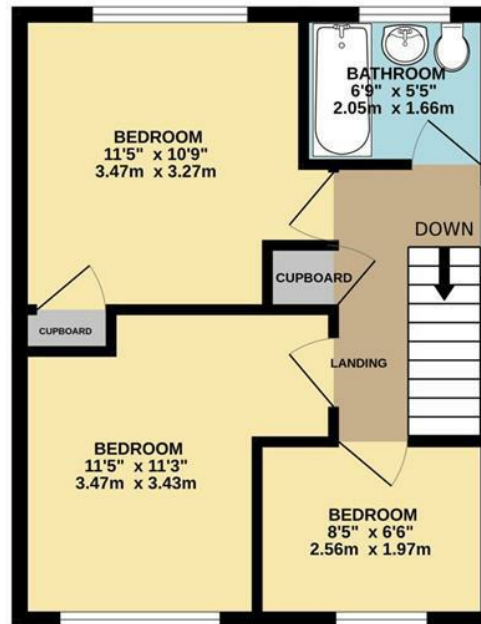 BATHROOM
6'9" x 5'5"
2.05m x 1.66m
BEDROOM
11'5" x 10'9"
3.47m x 3.27m
DOWN
CUPBOARD
CUPBOARD
LANDING
BEDROOM
11'5" x 11'3"
3.47m x 3.43m
BEDROOM
8'5" x 6'6"
2.56m x 1.97m